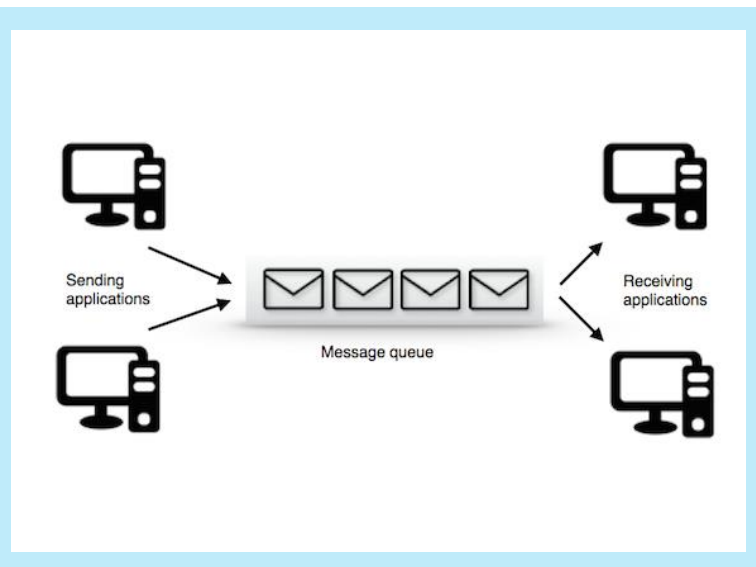 Sending
applications
Message queue
Receiving
applications